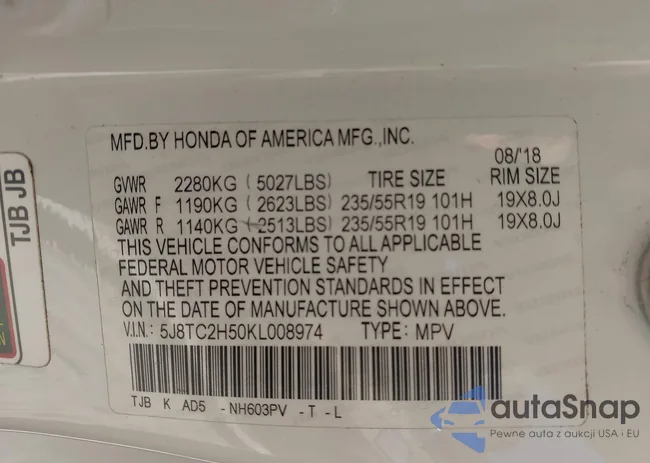 MFD.BY HONDA OF AMERICA MFG.,INC.
08/'18
GVWR 2280KG ( 5027LBS) TIRE SIZE RIM SIZE
GAWR F 1190KG ( 2623LBS) 235/55R19 101H 19X8.0J
GAWR R 1140KG ( 2513LBS) 235/55R19 101H 19X8.0J
THIS VEHICLE CONFORMS TO ALL APPLICABLE
FEDERAL MOTOR VEHICLE SAFETY
AND THEFT PREVENTION STANDARDS IN EFFECT
ON THE DATE OF MANUFACTURE SHOWN ABOVE.
V.I.N.: 5J8TC2H50KL008974 TYPE: MPV
TJB K AD5 -NH603PV -T -L
TJB JB
autaSnap
Pewne auta z aukcji USA i EU